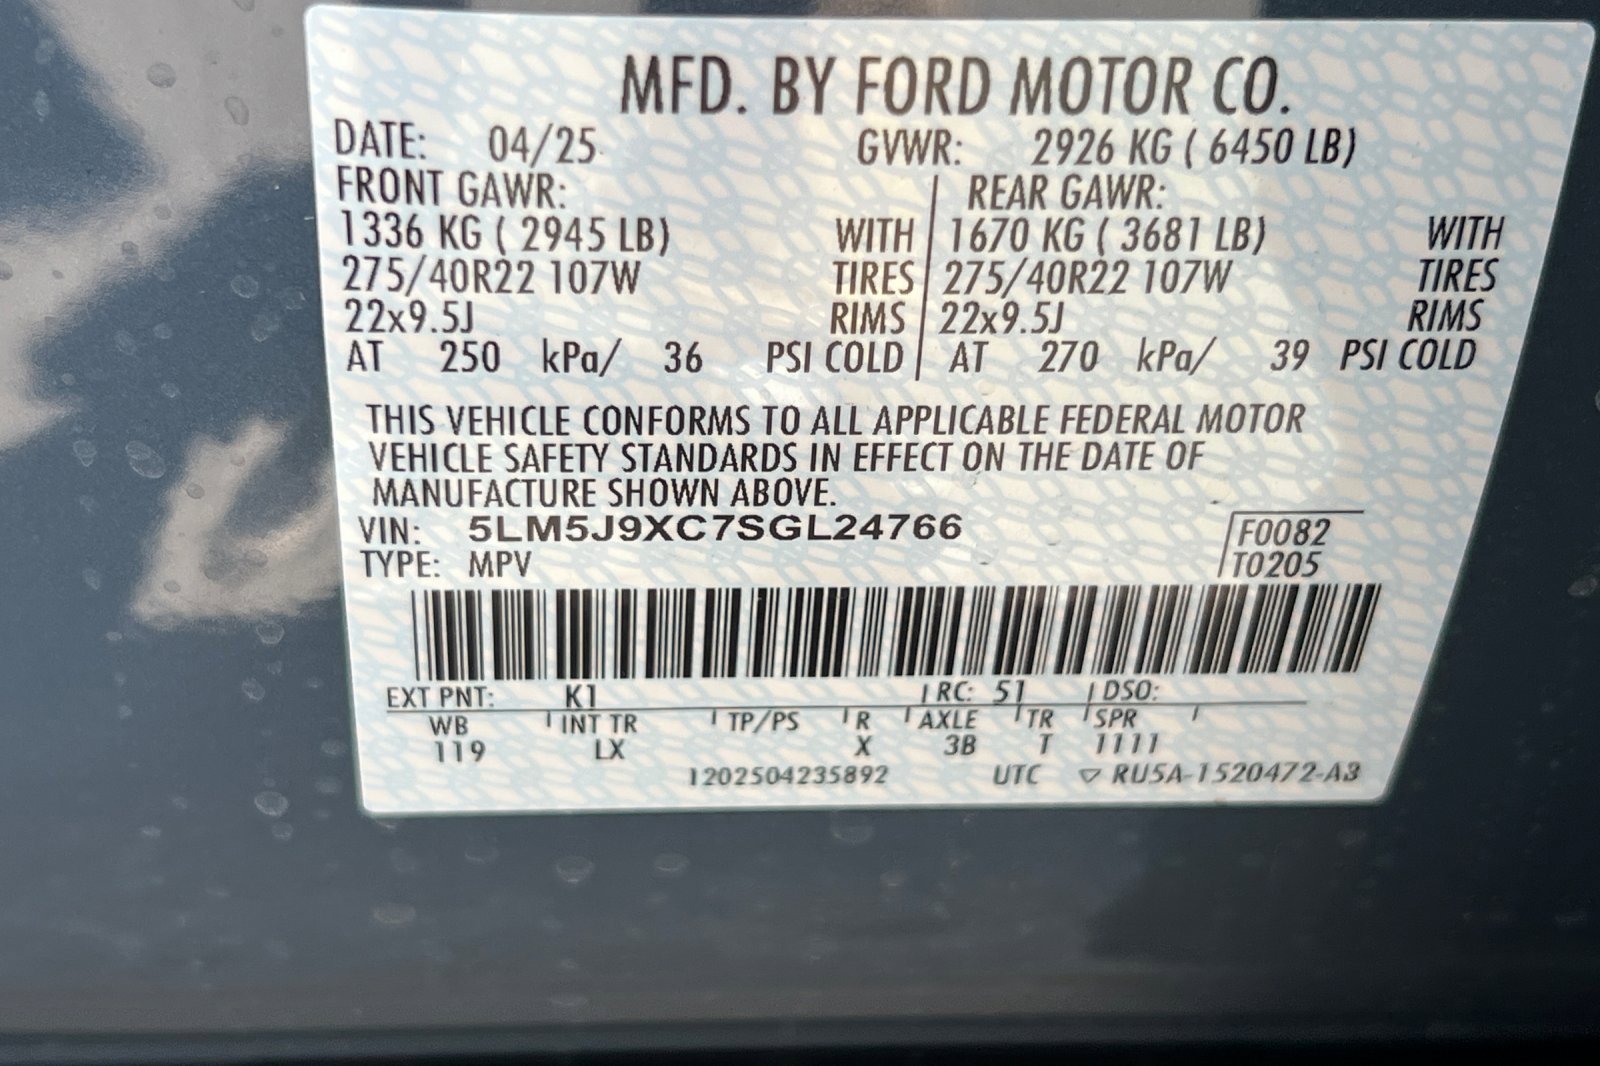 MFD. BY FORD MOTOR CO.
DATE: 04/25 GVWR: 2926 KG ( 6450 LB)
FRONT GAWR: REAR GAWR:
1336 KG ( 2945 LB) WITH 1670 KG ( 3681 LB) WITH
275/40R22 107W TIRES 275/40R22 107W TIRES
22x9.5J RIMS 22x9.5J RIMS
AT 250 kPa/ 36 PSI COLD AT 270 kPa/ 39 PSI COLD
THIS VEHICLE CONFORMS TO ALL APPLICABLE FEDERAL MOTOR
VEHICLE SAFETY STANDARDS IN EFFECT ON THE DATE OF
MANUFACTURE SHOWN ABOVE.
VIN: 5LM5J9XC7SGL24766 F0082
TYPE: MPV T0205
EXT PNT: K1 RC: 51 DSO:
WB INT TR TP/PS R AXLE TR SPR
119 LX X 3B T 1111
1202504235892 UTC ▽ RU5A-1520472-A3